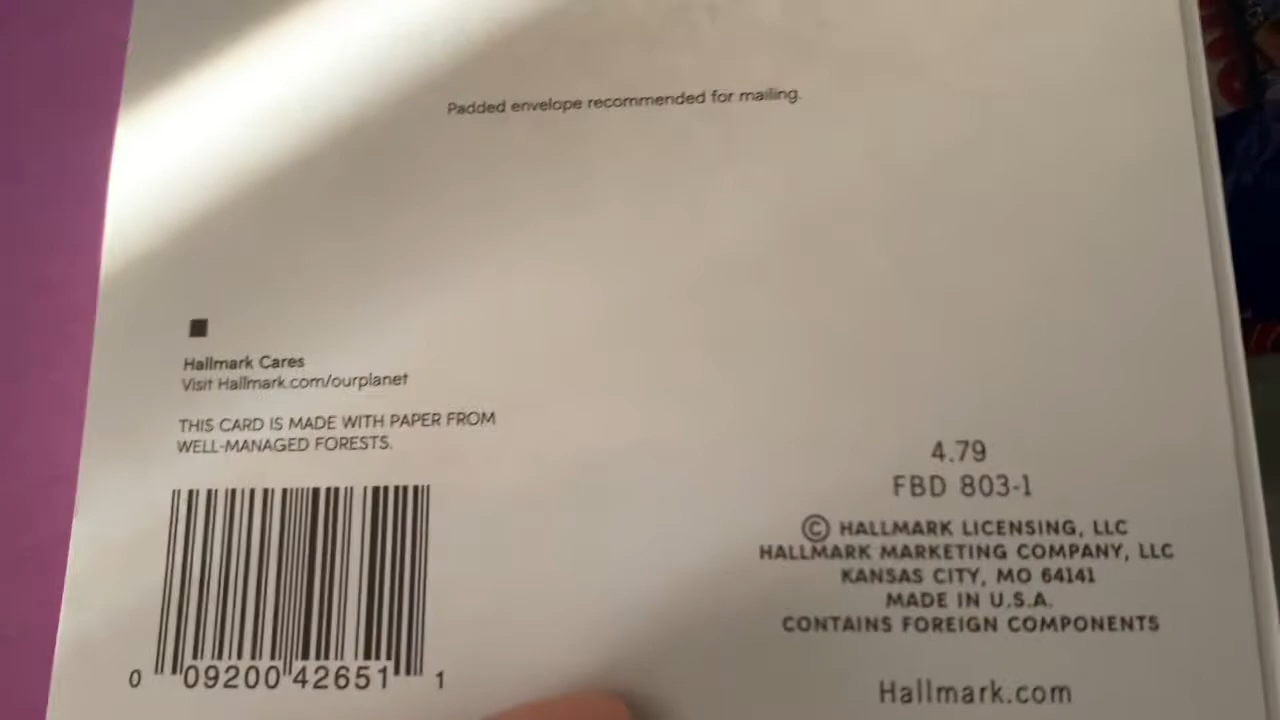 Padded envelope recommended for mailing.
Hallmark Cares
Visit Hallmark.com/ourplanet
THIS CARD IS MADE WITH PAPER FROM
WELL-MANAGED FORESTS.
0 09200 42651 1
4.79
FBD 803-1
© HALLMARK LICENSING, LLC
HALLMARK MARKETING COMPANY, LLC
KANSAS CITY, MO 64141
MADE IN U.S.A.
CONTAINS FOREIGN COMPONENTS
Hallmark.com